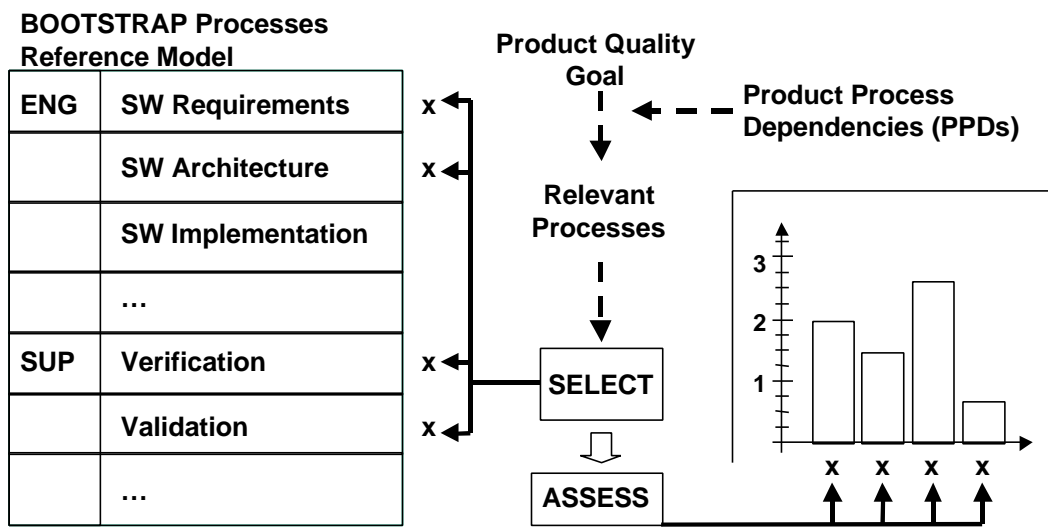 BOOTSTRAP Processes
Reference Model
ENG SW Requirements x
SW Architecture x
SW Implementation
…
SUP Verification x
Validation x
…
Product Quality
Goal
Product Process
Dependencies (PPDs)
Relevant
Processes
SELECT
ASSESS
3
2
1
x x x x